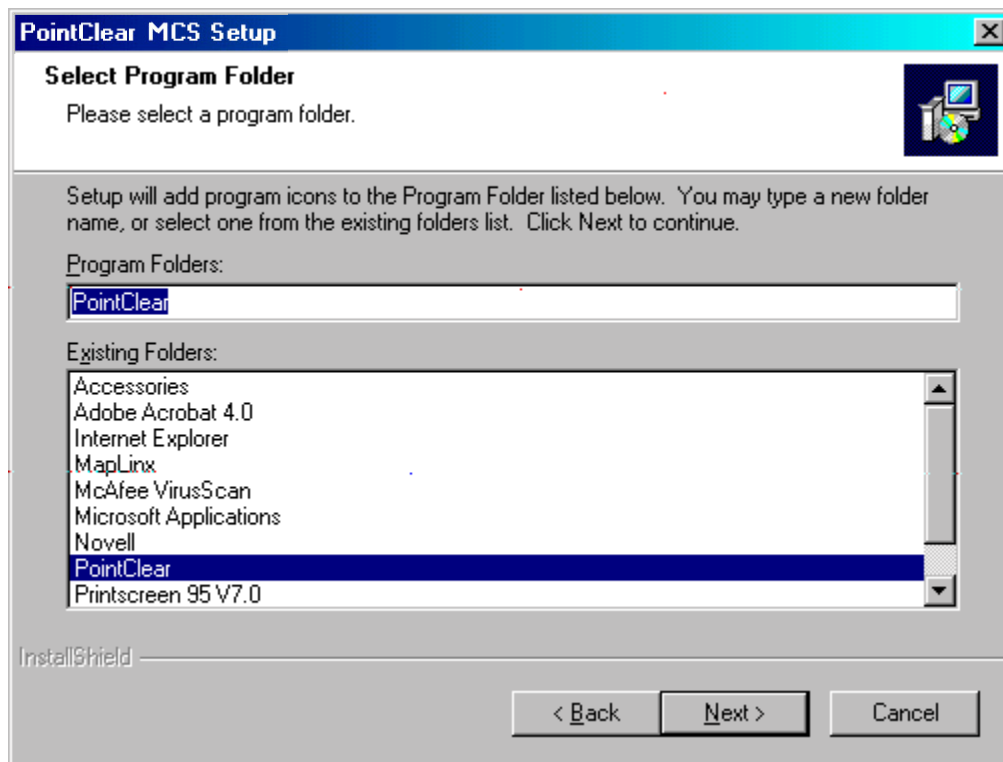 PointClear MCS Setup
Select Program Folder
Please select a program folder.
Setup will add program icons to the Program Folder listed below. You may type a new folder
name, or select one from the existing folders list. Click Next to continue.
Program Folders:
PointClear
Existing Folders:
Accessories
Adobe Acrobat 4.0
Internet Explorer
MapLinx
McAfee VirusScan
Microsoft Applications
Novell
PointClear
Printscreen 95 V7.0
InstallShield
< Back Next > Cancel